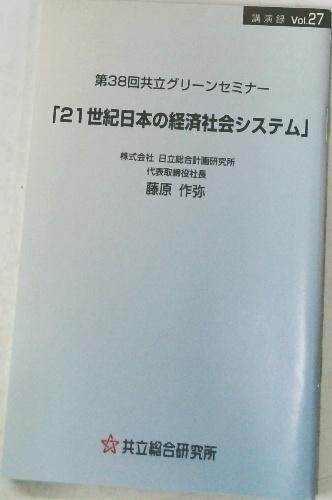 講演録 Vol.27
第38回共立グリーンセミナー
「21世紀日本の経済社会システム」
株式会社 日立総合計画研究所
代表取締役社長
藤原 作弥
共立総合研究所